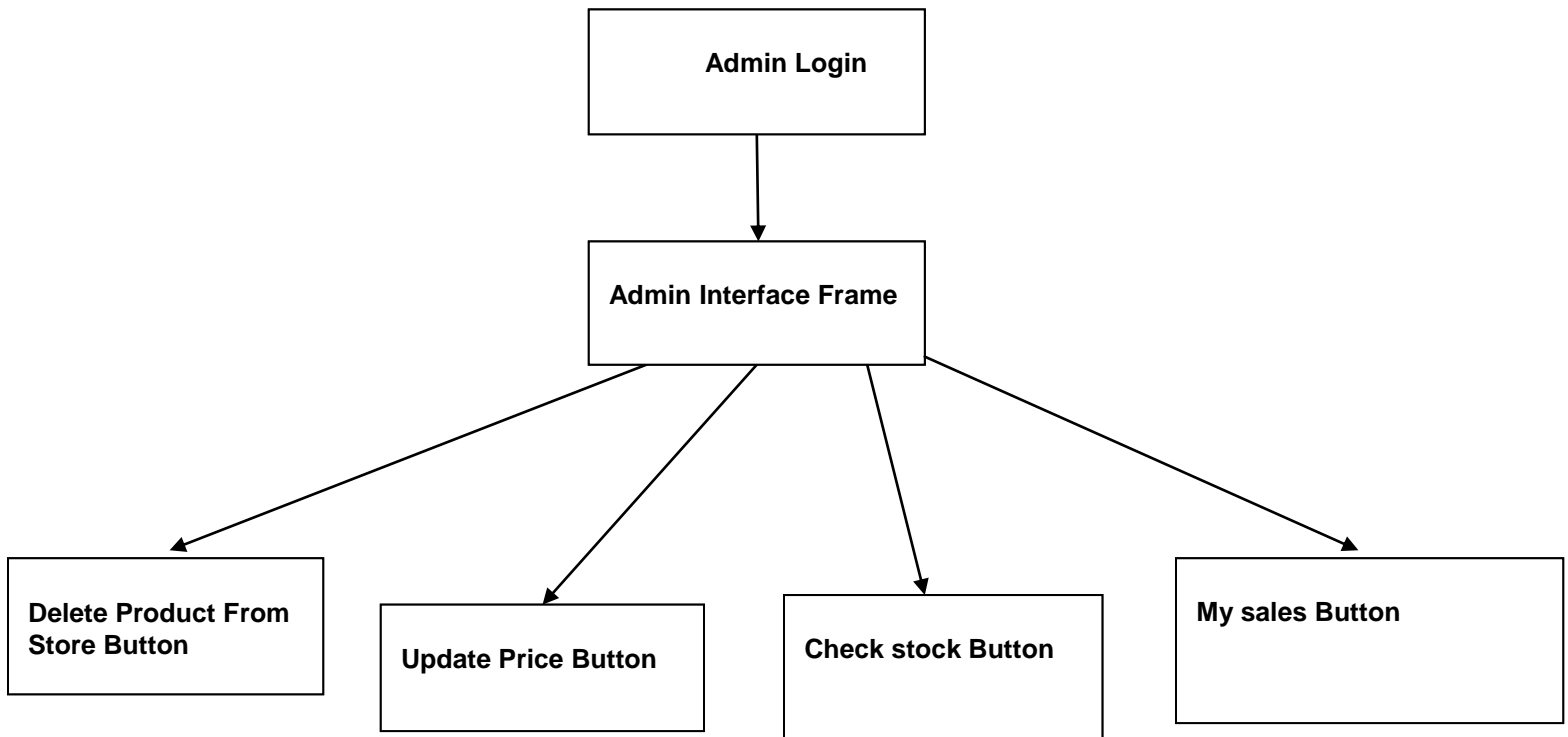 Admin Login
Admin Interface Frame
Delete Product From
Store Button
Update Price Button
Check stock Button
My sales Button